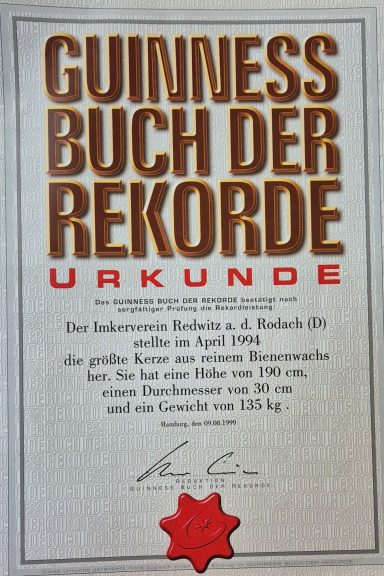 GUINNESS
BUCH DER
REKORDE
URKUNDE
Das GUINNESS BUCH DER REKORDE bestätigt nach
sorgfältiger Prüfung die Rekordleistung:
Der Imkerverein Redwitz a. d. Rodach (D)
stellte im April 1994
die größte Kerze aus reinem Bienenwachs
her. Sie hat eine Höhe von 190 cm,
einen Durchmesser von 30 cm
und ein Gewicht von 135 kg .
Hamburg, den 09.08.1999
REDAKTION
GUINNESS BUCH DER REKORDE